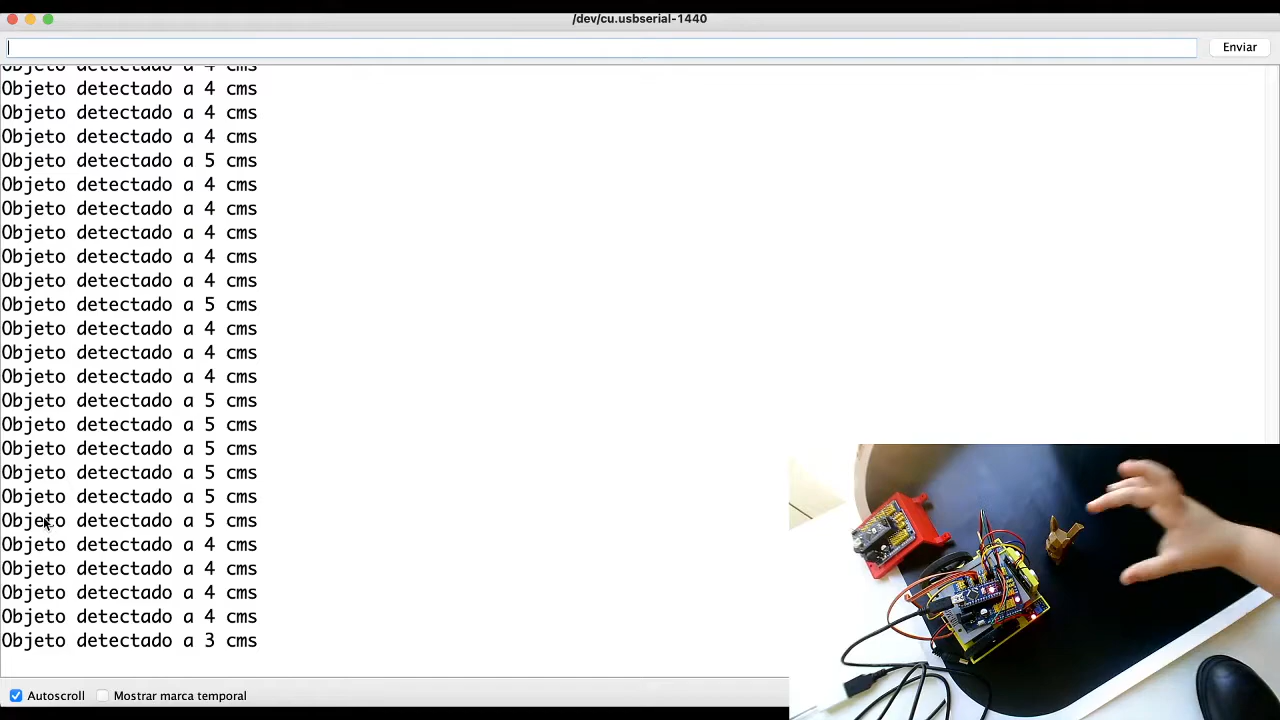 /dev/cu.usbserial-1440
Enviar
Objeto detectado a 4 cms
Objeto detectado a 4 cms
Objeto detectado a 4 cms
Objeto detectado a 4 cms
Objeto detectado a 5 cms
Objeto detectado a 4 cms
Objeto detectado a 4 cms
Objeto detectado a 4 cms
Objeto detectado a 4 cms
Objeto detectado a 4 cms
Objeto detectado a 5 cms
Objeto detectado a 4 cms
Objeto detectado a 4 cms
Objeto detectado a 4 cms
Objeto detectado a 5 cms
Objeto detectado a 5 cms
Objeto detectado a 5 cms
Objeto detectado a 5 cms
Objeto detectado a 5 cms
Objeto detectado a 5 cms
Objeto detectado a 4 cms
Objeto detectado a 4 cms
Objeto detectado a 4 cms
Objeto detectado a 4 cms
Objeto detectado a 3 cms
Autoscroll
Mostrar marca temporal